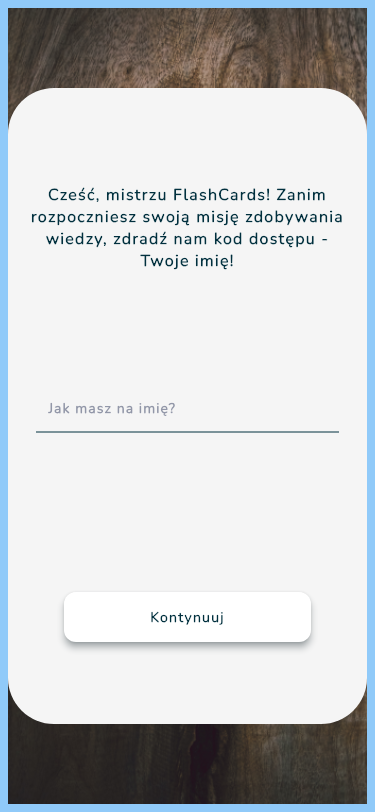 Cześć, mistrzu FlashCards! Zanim
rozpoczniesz swoją misję zdobywania
wiedzy, zdradź nam kod dostępu -
Twoje imię!
Jak masz na imię?
Kontynuuj